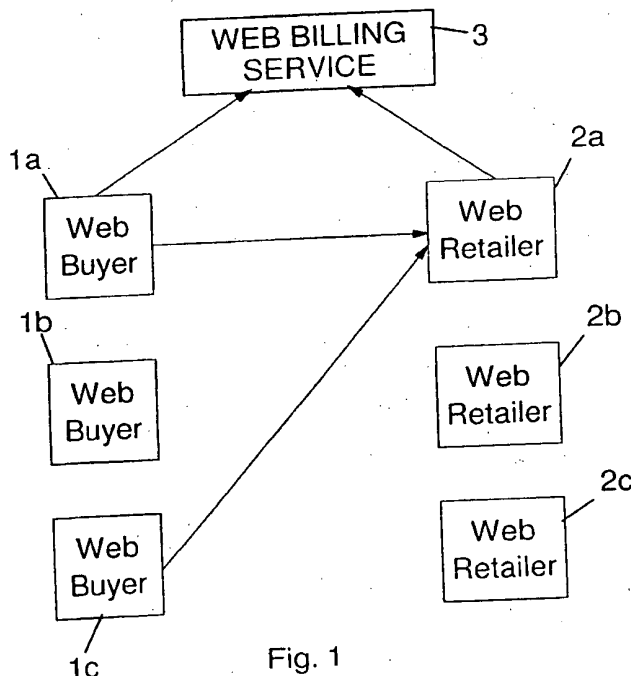 WEB BILLING
SERVICE
3
1a
2a
Web
Buyer
Web
Retailer
1b
2b
Web
Buyer
Web
Retailer
2c
Web
Buyer
Web
Retailer
1c
Fig. 1